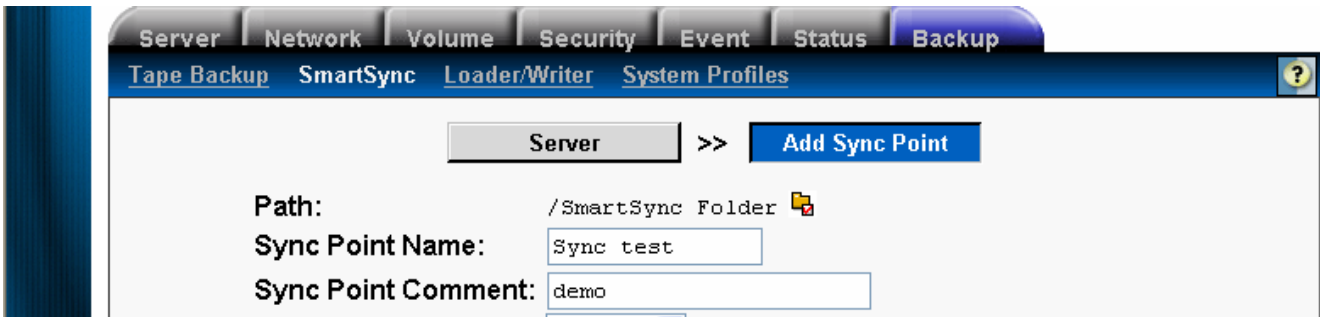 Server Network Volume Security Event Status Backup
Tape Backup SmartSync Loader/Writer System Profiles ?
Server >> Add Sync Point
Path: /SmartSync Folder
Sync Point Name: Sync test
Sync Point Comment: demo